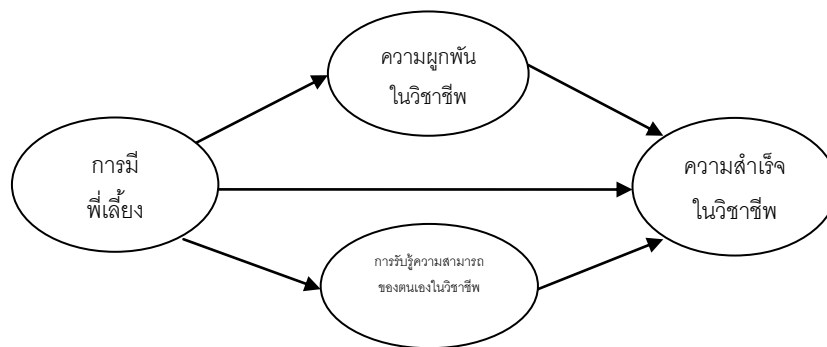 ความผูกพัน
ในวิชาชีพ
การมี
พี่เลี้ยง
ความสำเร็จ
ในวิชาชีพ
การรับรู้ความสามารถ
ของตนเองในวิชาชีพ